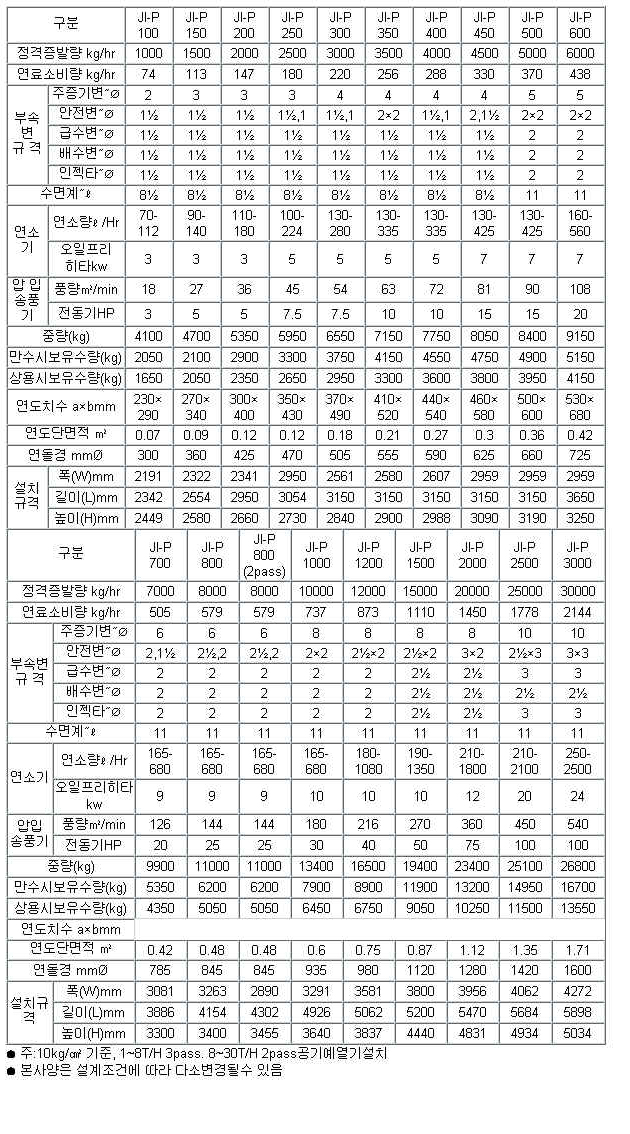 구분 JI-P 100 JI-P 150 JI-P 200 JI-P 250 JI-P 300 JI-P 350 JI-P 400 JI-P 450 JI-P 500 JI-P 600
정격증발량 kg/hr 1000 1500 2000 2500 3000 3500 4000 4500 5000 6000
연료소비량 kg/hr 74 113 147 180 220 256 288 330 370 438
부속변 규격 주증기변˝Ø 2 3 3 3 4 4 4 4 5 5
안전변˝Ø 1½ 1½ 1½ 1½,1 1½,1 2×2 1½,1 2,1½ 2×2 2×2
급수변˝Ø 1½ 1½ 1½ 1½ 1½ 1½ 1½ 1½ 2 2
배수변˝Ø 1½ 1½ 1½ 1½ 1½ 1½ 1½ 1½ 2 2
인젝타˝Ø 1½ 1½ 1½ 1½ 1½ 1½ 1½ 1½ 2 2
수면계˝ℓ 8½ 8½ 8½ 8½ 8½ 8½ 8½ 8½ 11 11
연소기 연소량ℓ /Hr 70-112 90-140 110-180 100-224 130-280 130-335 130-335 130-425 130-425 160-560
오일프리히타kw 3 3 3 5 5 5 5 7 7 7
압 입 송풍기 풍량㎥/min 18 27 36 45 54 63 72 81 90 108
전동기HP 3 5 5 7.5 7.5 10 10 15 15 20
중량(kg) 4100 4700 5350 5950 6550 7150 7750 8050 8400 9150
만수시보유수량(kg) 2050 2100 2900 3300 3750 4150 4550 4750 4900 5150
상용시보유수량(kg) 1650 2050 2350 2650 2950 3300 3600 3800 3950 4150
연도치수 a×bmm 230×290 270×340 300×400 350×430 370×490 410×520 440×540 460×580 500×600 530×680
연도단면적 ㎡ 0.07 0.09 0.12 0.12 0.18 0.21 0.27 0.3 0.36 0.42
연돌경 mmØ 300 360 425 470 505 555 590 625 660 725
설치규격 폭(W)mm 2191 2322 2341 2950 2561 2580 2607 2959 2959 2959
길이(L)mm 2342 2554 2950 3054 3150 3150 3150 3150 3150 3650
높이(H)mm 2449 2580 2660 2730 2840 2900 2988 3090 3190 3250
구분 JI-P 700 JI-P 800 JI-P 800 (2pass) JI-P 1000 JI-P 1200 JI-P 1500 JI-P 2000 JI-P 2500 JI-P 3000
정격증발량 kg/hr 7000 8000 8000 10000 12000 15000 20000 25000 30000
연료소비량 kg/hr 505 579 579 737 873 1110 1450 1778 2144
부속변 규 격 주증기변˝Ø 6 6 6 8 8 8 8 10 10
안전변˝Ø 2,1½ 2½,2 2½,2 2×2 2½×2 2½×2 3×2 2½×3 3×3
급수변˝Ø 2 2 2 2 2 2½ 2½ 3 3
배수변˝Ø 2 2 2 2 2 2½ 2½ 2½ 2½
인젝타˝Ø 2 2 2 2 2 2½ 2½ 3 3
수면계˝ℓ 11 11 11 11 11 11 11 11 11
연소기 연소량ℓ /Hr 165-680 165-680 165-680 165-680 180-1080 190-1350 210-1800 210-2100 250-2500
오일프리히타 kw 9 9 9 10 10 10 12 20 24
압입 송풍기 풍량㎥/min 126 144 144 180 216 270 360 450 540
전동기HP 20 25 25 30 40 50 75 100 100
중량(kg) 9900 11000 11000 13400 16500 19400 23400 25100 26800
만수시보유수량(kg) 5350 6200 6200 7900 8900 11900 13200 14950 16700
상용시보유수량(kg) 4350 5050 5050 6450 6750 9050 10250 11500 13550
연도치수 a×bmm
연도단면적 ㎡ 0.42 0.48 0.48 0.6 0.75 0.87 1.12 1.35 1.71
연돌경 mmØ 785 845 845 935 980 1120 1280 1420 1600
설치규격 폭(W)mm 3081 3263 2890 3291 3581 3800 3956 4062 4272
길이(L)mm 3886 4154 4302 4926 5062 5200 5470 5684 5898
높이(H)mm 3300 3400 3455 3640 3837 4440 4831 4934 5034
● 주:10kg/㎠ 기준, 1~8T/H 3pass. 8~30T/H 2pass공기예열기설치
● 본사양은 설계조건에 따라 다소변경될수 있음